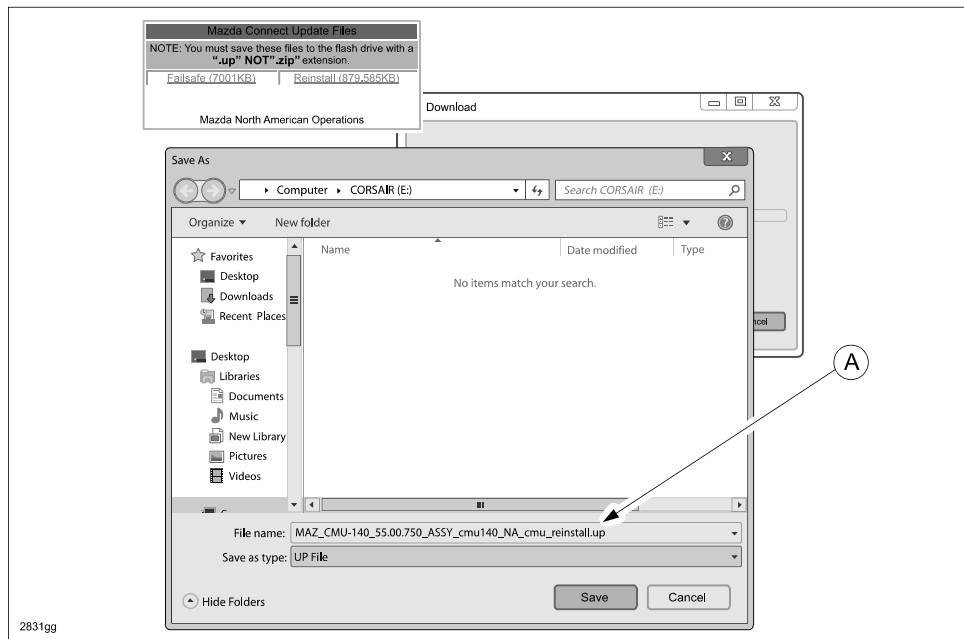 Mazda Connect Update Files
NOTE: You must save these files to the flash drive with a
".up" NOT".zip" extension.
Failsafe (7001KB) Reinstall (879,585KB)
Mazda North American Operations
Download
Save As
Computer CORSAIR (E:) Search CORSAIR (E:)
Organize New folder
Favorites
Desktop
Downloads
Recent Places
Desktop
Libraries
Documents
Music
New Library
Pictures
Videos
Name Date modified Type
No items match your search.
ncel
A
File name: MAZ_CMU-140_55.00.750_ASSY_cmu140_NA_cmu_reinstall.up
Save as type: UP File
Hide Folders Save Cancel
2831gg